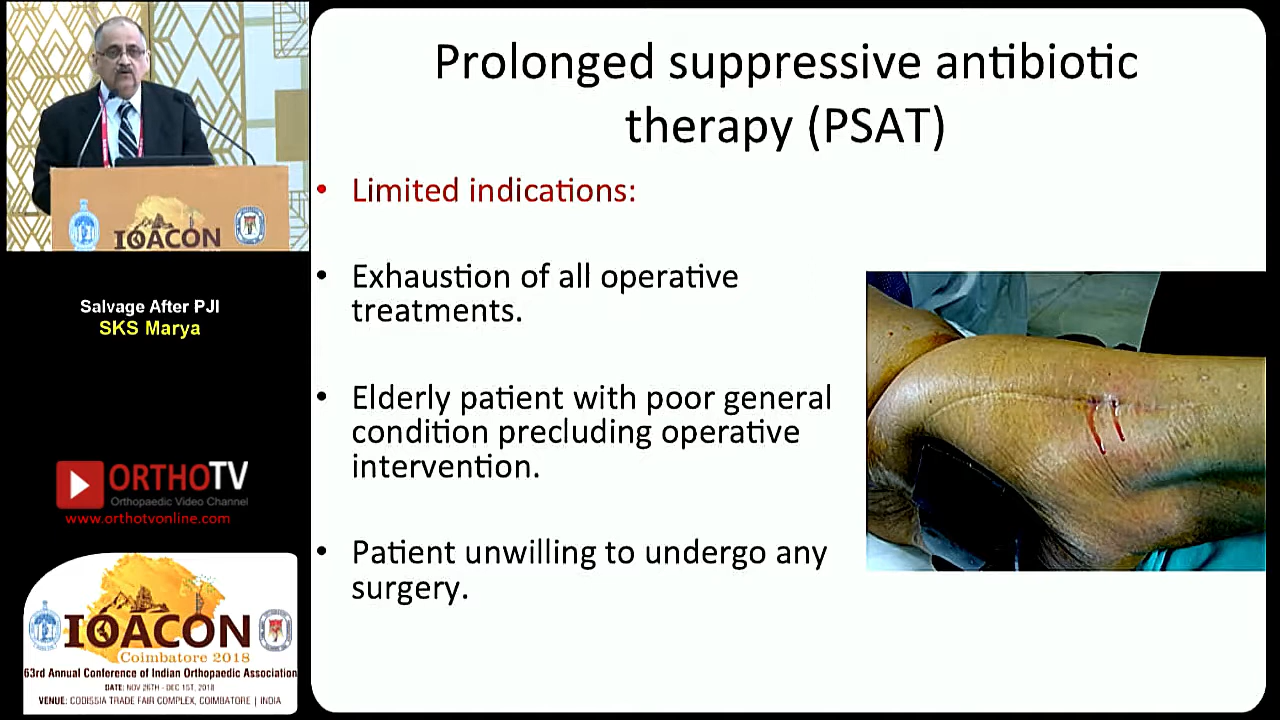 Prolonged suppressive antibiotic
therapy (PSAT)
• Limited indications:
• Exhaustion of all operative
treatments.
• Elderly patient with poor general
condition precluding operative
intervention.
• Patient unwilling to undergo any
surgery.
IOACON
Salvage After PJI
SKS Marya
ORTHOTV
Orthopaedic Video Channel
www.orthotvonline.com
IOACON
Coimbatore 2018
63rd Annual Conference of Indian Orthopaedic Association
DATE: NOV 26TH - DEC 1ST, 2018
VENUE: CODISSIA TRADE FAIR COMPLEX, COIMBATORE | INDIA